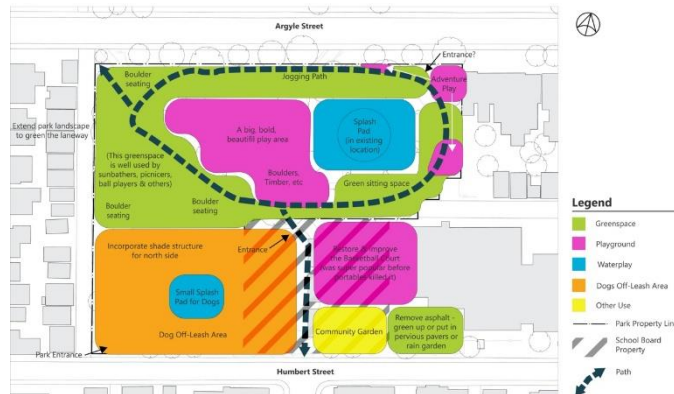 Argyle Street
Entrance?
Boulder
seating
Jogging Path
Adventure
Play
Extend park landscape
to green the laneway
A big, bold,
beautifil play area
Splash
Pad
(in existing
location)
(This greenspace
is well used by
sunbathers, picnicers,
ball players & others)
Boulders,
Timber, etc
Green sitting space
Boulder
seating
Boulder
seating
Incorporate shade structure
for north side
Entrance
Restore & improve
the Basketball Court
(was super popular before
portables killed it)
Small Splash
Pad for Dogs
Dog Off-Leash Area
Community Garden
Remove asphalt -
green up or put in
pervious pavers or
rain garden
Park Entrance
Humbert Street
Legend
Greenspace
Playground
Waterplay
Dogs Off-Leash Area
Other Use
Park Property Lin
School Board
Property
Path